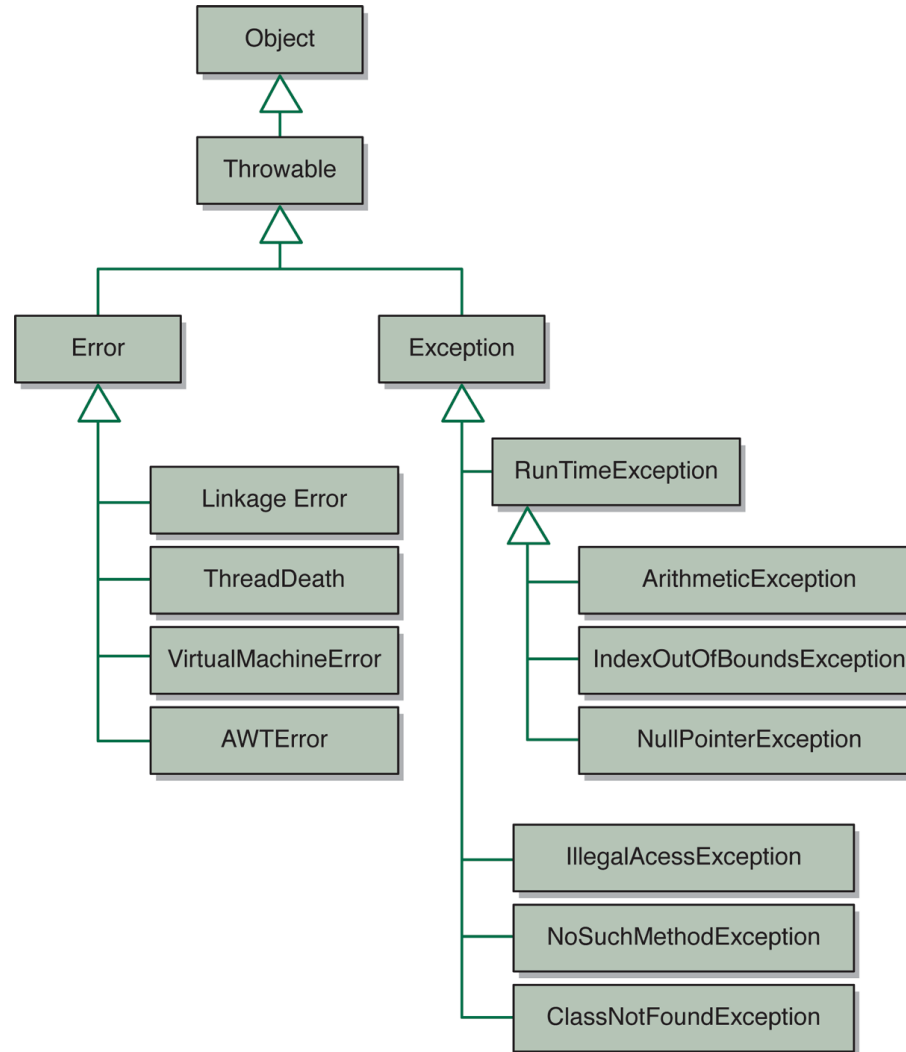 Object
Throwable
Error
Exception
Linkage Error
ThreadDeath
VirtualMachineError
AWTError
RunTimeException
ArithmeticException
IndexOutOfBoundsException
NullPointerException
IllegalAcessException
NoSuchMethodException
ClassNotFoundException